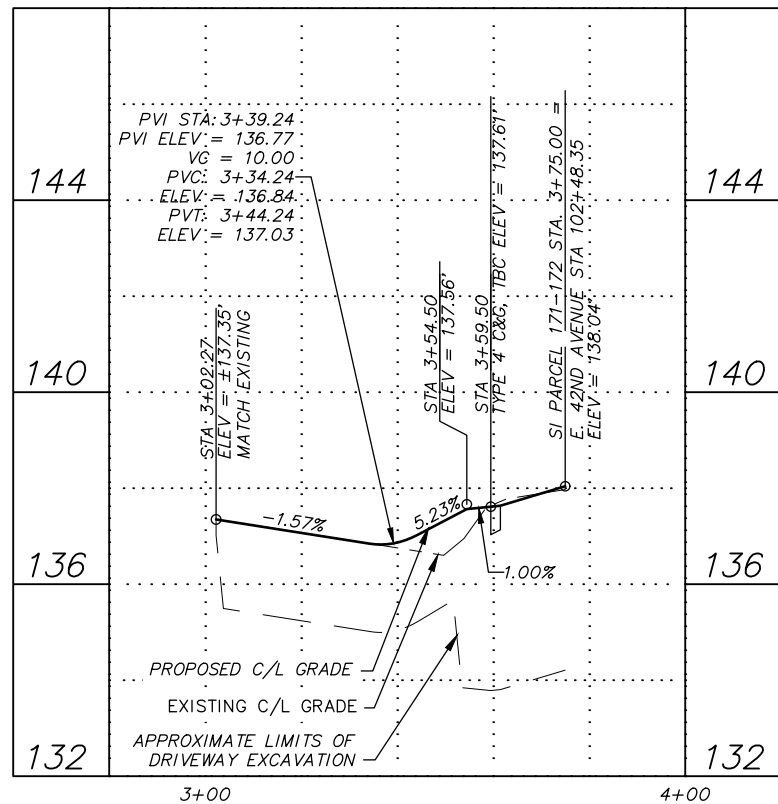 PVI STA: 3+39.24
PVI ELEV = 136.77
VC = 10.00
PVC: 3+34.24
ELEV = 136.84
PVT: 3+44.24
ELEV = 137.03
144
144
140
140
136
136
132
132
STA 3+02.27
ELEV = ±137.35'
MATCH EXISTING
STA 3+54.50
ELEV = 137.56'
STA 3+59.50
TYPE 4 C&G, TBC ELEV = 137.61'
SI PARCEL 171-172 STA. 3+75.00 =
E. 42ND AVENUE STA 102+48.35
ELEV = 138.04'
-1.57%
5.23%
1.00%
PROPOSED C/L GRADE
EXISTING C/L GRADE
APPROXIMATE LIMITS OF
DRIVEWAY EXCAVATION
3+00
4+00